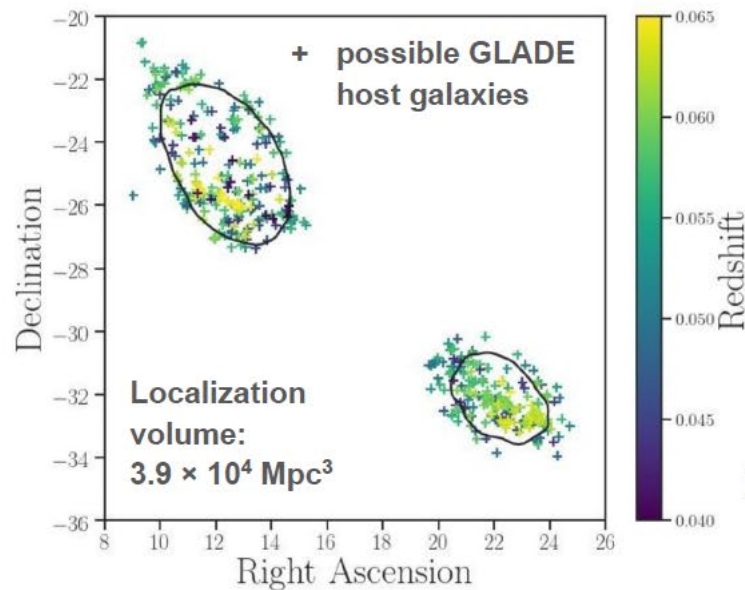 −20
−22
−24
−26
−28
−30
−32
−34
−36
Declination
+ possible GLADE
host galaxies
Localization
volume:
3.9 × 10⁴ Mpc³
8 10 12 14 16 18 20 22 24 26
Right Ascension
0.065
0.060
0.055
0.050
0.045
0.040
Redshift